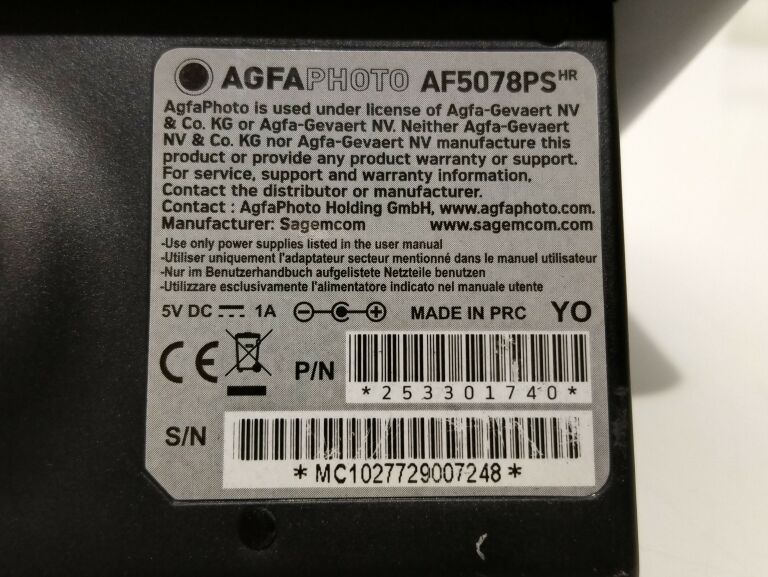 AGFAPHOTO AF5078PS HR
AgfaPhoto is used under license of Agfa-Gevaert NV
& Co. KG or Agfa-Gevaert NV. Neither Agfa-Gevaert
NV & Co. KG nor Agfa-Gevaert NV manufacture this
product or provide any product warranty or support.
For service, support and warranty information,
Contact the distributor or manufacturer.
Contact : AgfaPhoto Holding GmbH, www.agfaphoto.com.
Manufacturer: Sagemcom www.sagemcom.com
-Use only power supplies listed in the user manual
-Utiliser uniquement l'adaptateur secteur mentionné dans le manuel utilisateur
-Nur im Benutzerhandbuch aufgelistete Netzteile benutzen
-Utilizzare esclusivamente l'alimentatore indicato nel manuale utente
5V DC 1A MADE IN PRC YO
CE P/N
*253301740*
S/N
*MC1027729007248*